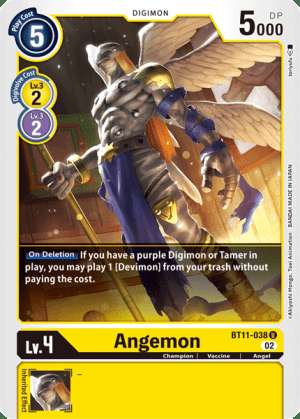 DIGIMON
Play Cost
5
5000 DP
Digivolve Cost
Lv.3
2
Lv.3
2
toriyufu
©Akiyoshi Hongo, Toei Animation BANDAI MADE IN JAPAN
On Deletion If you have a purple Digimon or Tamer in
play, you may play 1 [Devimon] from your trash without
paying the cost.
BT11-038 U
Lv.4
Angemon
02
Champion Vaccine Angel
Inherited Effect
-